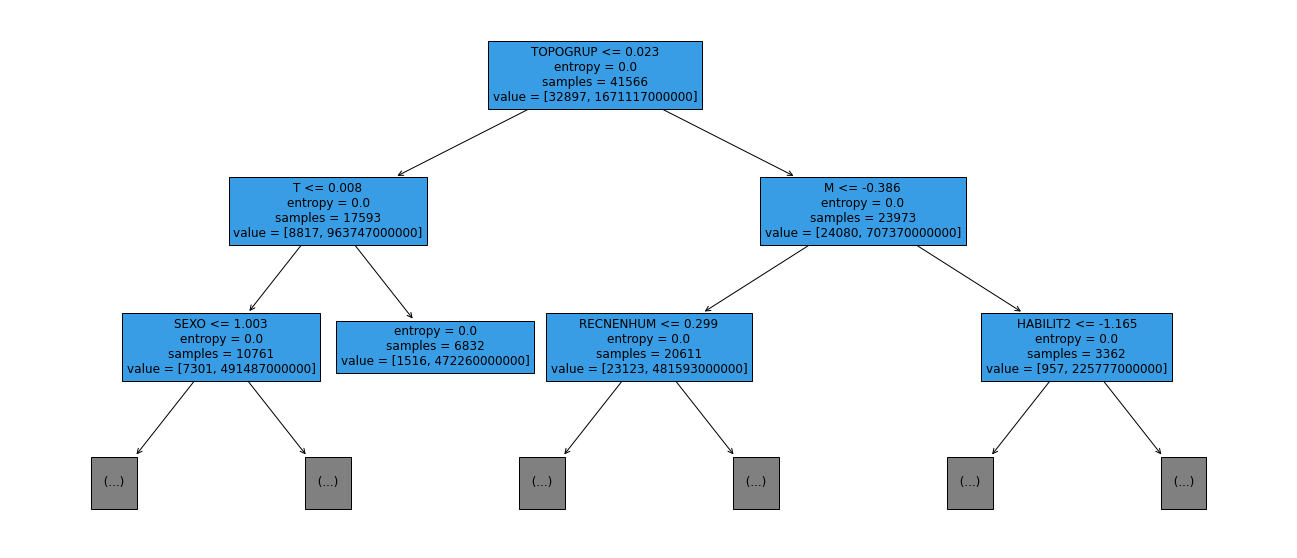 TOPOGRUP <= 0.023
entropy = 0.0
samples = 41566
value = [32897, 1671117000000]
T <= 0.008
entropy = 0.0
samples = 17593
value = [8817, 963747000000]
M <= -0.386
entropy = 0.0
samples = 23973
value = [24080, 707370000000]
SEXO <= 1.003
entropy = 0.0
samples = 10761
value = [7301, 491487000000]
entropy = 0.0
samples = 6832
value = [1516, 472260000000]
RECNENHUM <= 0.299
entropy = 0.0
samples = 20611
value = [23123, 481593000000]
HABILIT2 <= -1.165
entropy = 0.0
samples = 3362
value = [957, 225777000000]
(...)
(...)
(...)
(...)
(...)
(...)